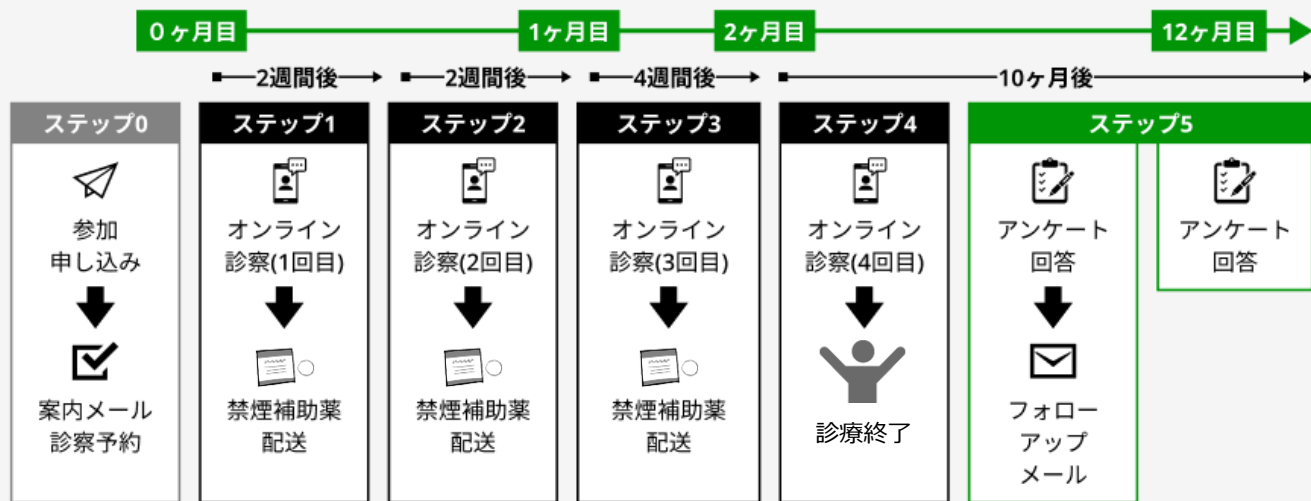 0ヶ月目
1ヶ月目
2ヶ月目
12ヶ月目
2週間後
2週間後
4週間後
10ヶ月後
ステップ0
参加
申し込み
案内メール
診察予約
ステップ1
オンライン
診察(1回目)
禁煙補助薬
配送
ステップ2
オンライン
診察(2回目)
禁煙補助薬
配送
ステップ3
オンライン
診察(3回目)
禁煙補助薬
配送
ステップ4
オンライン
診察(4回目)
診療終了
ステップ5
アンケート
回答
フォロー
アップ
メール
アンケート
回答